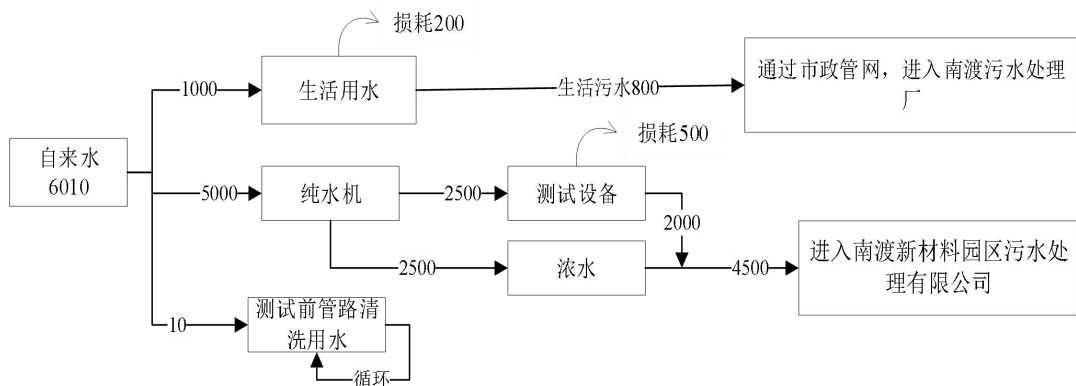 损耗200
通过市政管网，进入南渡污水处理
厂
1000
生活用水
生活污水800
自来水
6010
损耗500
5000
纯水机
2500
测试设备
2000
进入南渡新材料园区污水处
理有限公司
2500
浓水
4500
10
测试前管路清
洗用水
循环